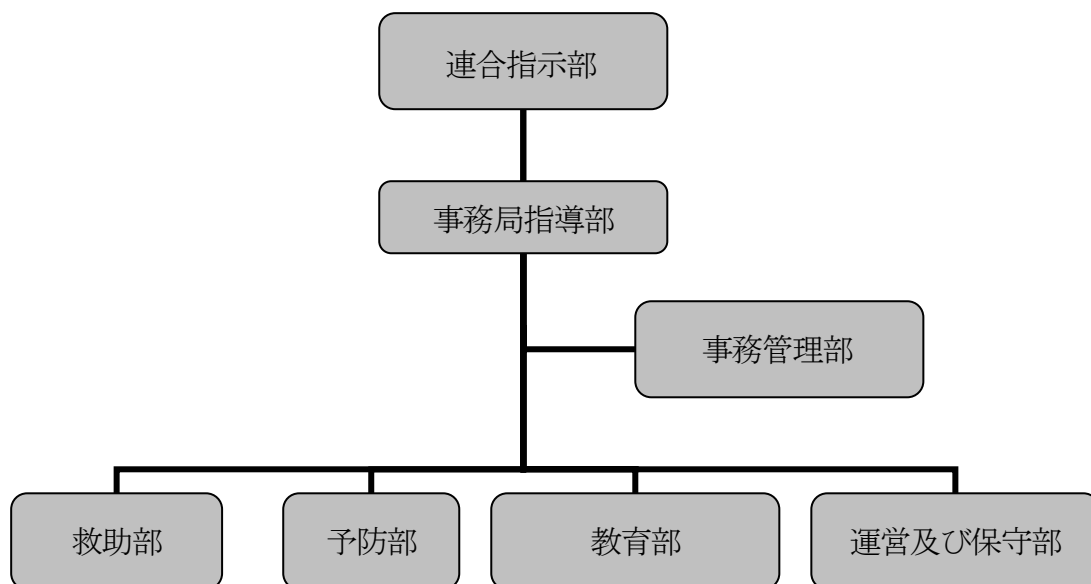 連合指示部
事務局指導部
事務管理部
救助部
予防部
教育部
運営及び保守部